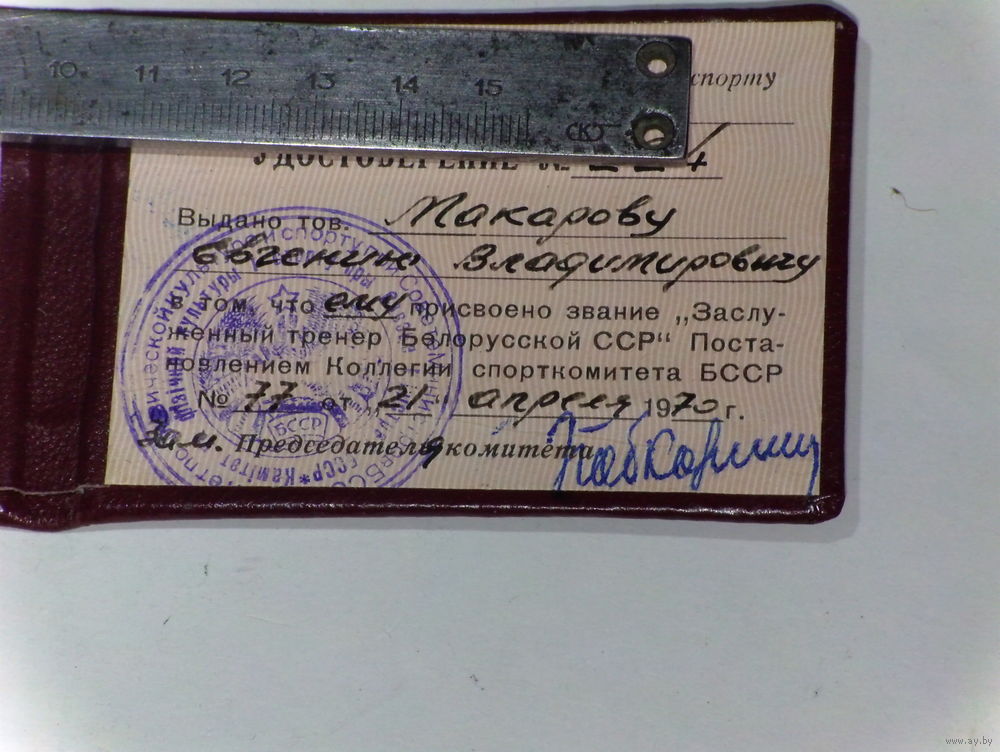 10 11 12 13 14 15
спорту
УДОСТОВЕРЕНИЕ №
Выдано тов. Макарову
Евгению Владимировичу
в том, что ему присвоено звание „Заслу-
женный тренер Белорусской ССР“ Поста-
новлением Коллегии спорткомитета БССР
№ 77 от „21“ апреля 1970 г.
Зам. Председателя комитета
БССР
www.ay.by